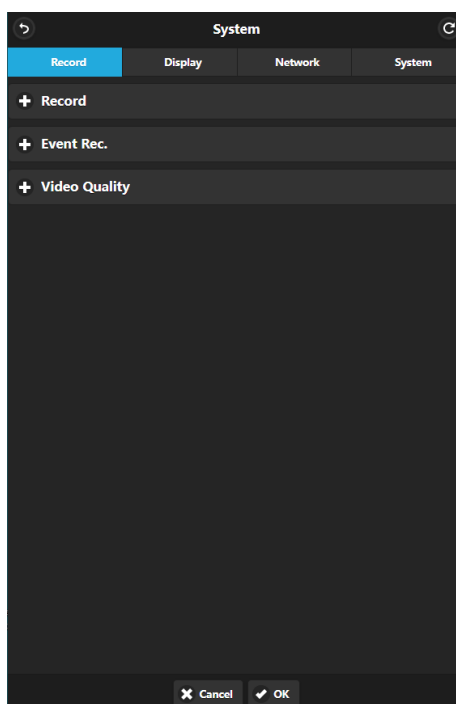 System
Record Display Network System
Record
Event Rec.
Video Quality
Cancel OK